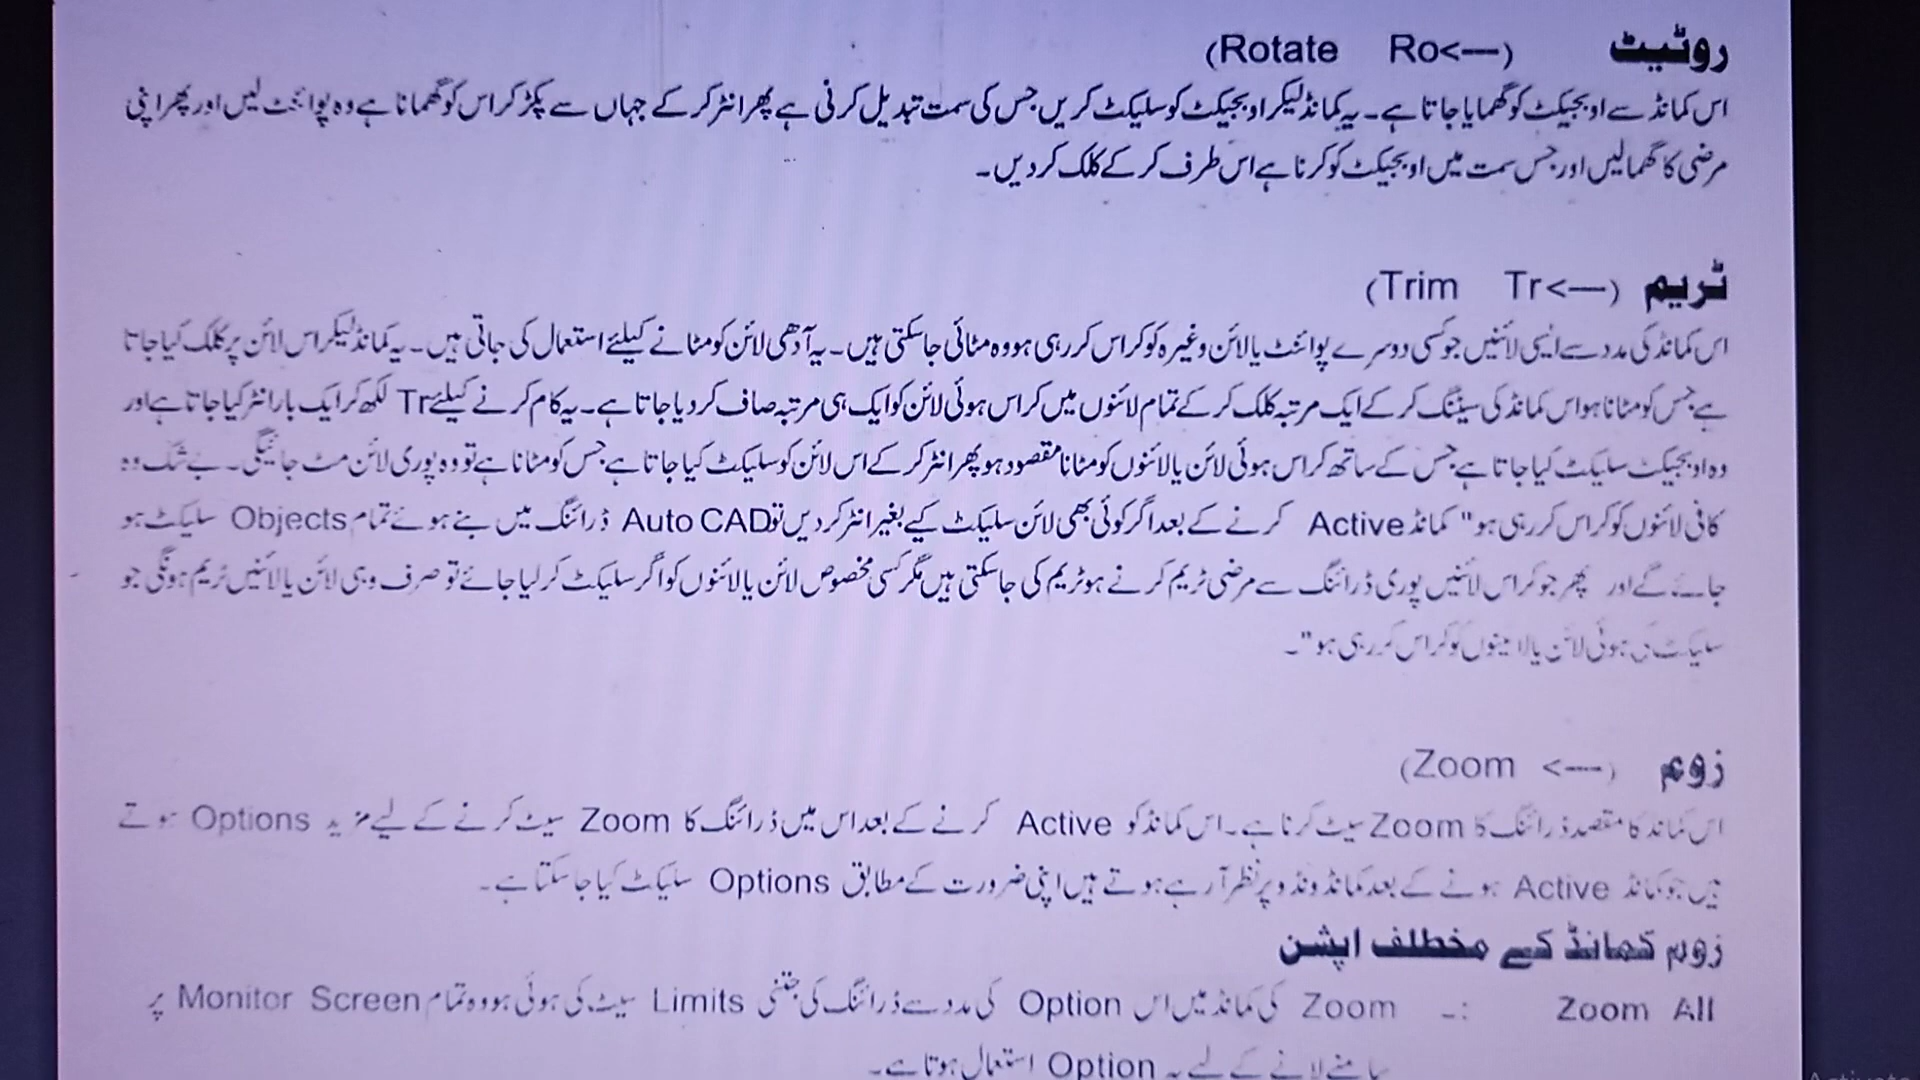 روٹیٹ (Rotate Ro<---)
اس کمانڈ سے اوبجیکٹ کو گھمایا جاتا ہے۔ یہ کمانڈ لیکر اوبجیکٹ کو سلیکٹ کریں جس کی سمت تبدیل کرنی ہے پھر انٹر کر کے جہاں سے پکڑ کر اس کو گھمانا ہے وہ پوائنٹ لیں اور پھر اپنی
مرضی کا گھما لیں اور جس سمت میں اوبجیکٹ کو کرنا ہے اس طرف کر کے کلک کر دیں۔
ٹریم (Trim Tr<---)
اس کمانڈ کی مدد سے ایسی لائنیں جو کسی دوسرے پوائنٹ یا لائن وغیرہ کو کراس کر رہی ہو وہ مٹائی جا سکتی ہیں۔ یہ آدھی لائن کو مٹانے کیلئے استعمال کی جاتی ہیں۔ یہ کمانڈ لیکر اس لائن پر کلک کیا جاتا
ہے جس کو مٹانا ہو اس کمانڈ کی سیٹنگ کر کے ایک مرتبہ کلک کر کے تمام لائنوں میں کراس ہوئی لائن کو ایک ہی مرتبہ صاف کر دیا جاتا ہے۔ یہ کام کرنے کیلئے Tr لکھ کر ایک بار انٹر کیا جاتا ہے اور
وہ اوبجیکٹ سلیکٹ کیا جاتا ہے جس کے ساتھ کراس ہوئی لائن یا لائنوں کو مٹانا مقصود ہو پھر انٹر کر کے اس لائن کو سلیکٹ کیا جاتا ہے جس کو مٹانا ہے تو وہ پوری لائن مٹ جائیگی۔ بے شک وہ
کافی لائنوں کو کراس کر رہی ہو" کمانڈ Active کرنے کے بعد اگر کوئی بھی لائن سلیکٹ کیے بغیر انٹر کر دیں تو Auto CAD ڈرائنگ میں بنے ہوئے تمام Objects سلیکٹ ہو
جائے گے اور پھر جو کراس لائنیں پوری ڈرائنگ سے مرضی ٹریم کرنے ہو ٹریم کی جا سکتی ہیں مگر کسی مخصوص لائن یا لائنوں کو اگر سلیکٹ کر لیا جائے تو صرف وہی لائن یا لائنیں ٹریم ہونگی جو
سلیکٹ کی ہوئی لائن یا لائینوں کو کراس کر رہی ہو"۔
زوم (Zoom <---)
اس کمانڈ کا مقصد ڈرائنگ کا Zoom سیٹ کرنا ہے۔ اس کمانڈ کو Active کرنے کے بعد اس میں ڈرائنگ کا Zoom سیٹ کرنے کے لیے مزید Options ہوتے
ہیں جو کمانڈ Active ہونے کے بعد کمانڈ ونڈو پر نظر آ رہے ہوتے ہیں اپنی ضرورت کے مطابق Options سلیکٹ کیا جا سکتا ہے۔
زوم کمانڈ کے مخطلف اپشن
Zoom All :۔ Zoom کی کمانڈ میں اس Option کی مدد سے ڈرائنگ کی جتنی Limits سیٹ کی ہوئی ہو وہ تمام Monitor Screen پر
سامنے لانے کے لیے یہ Option استعمال ہوتا ہے۔